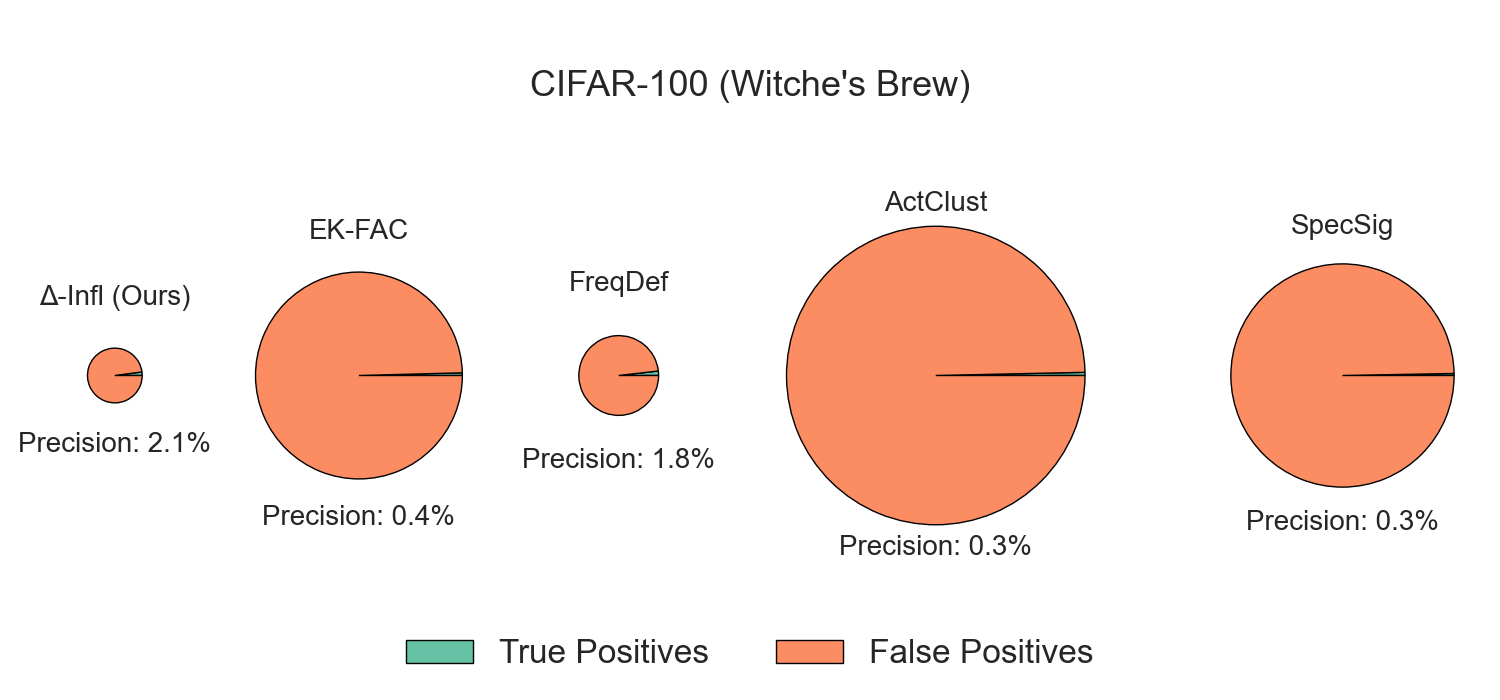 CIFAR-100 (Witche's Brew)
Δ-Infl (Ours)
Precision: 2.1%
EK-FAC
Precision: 0.4%
FreqDef
Precision: 1.8%
ActClust
Precision: 0.3%
SpecSig
Precision: 0.3%
True Positives
False Positives